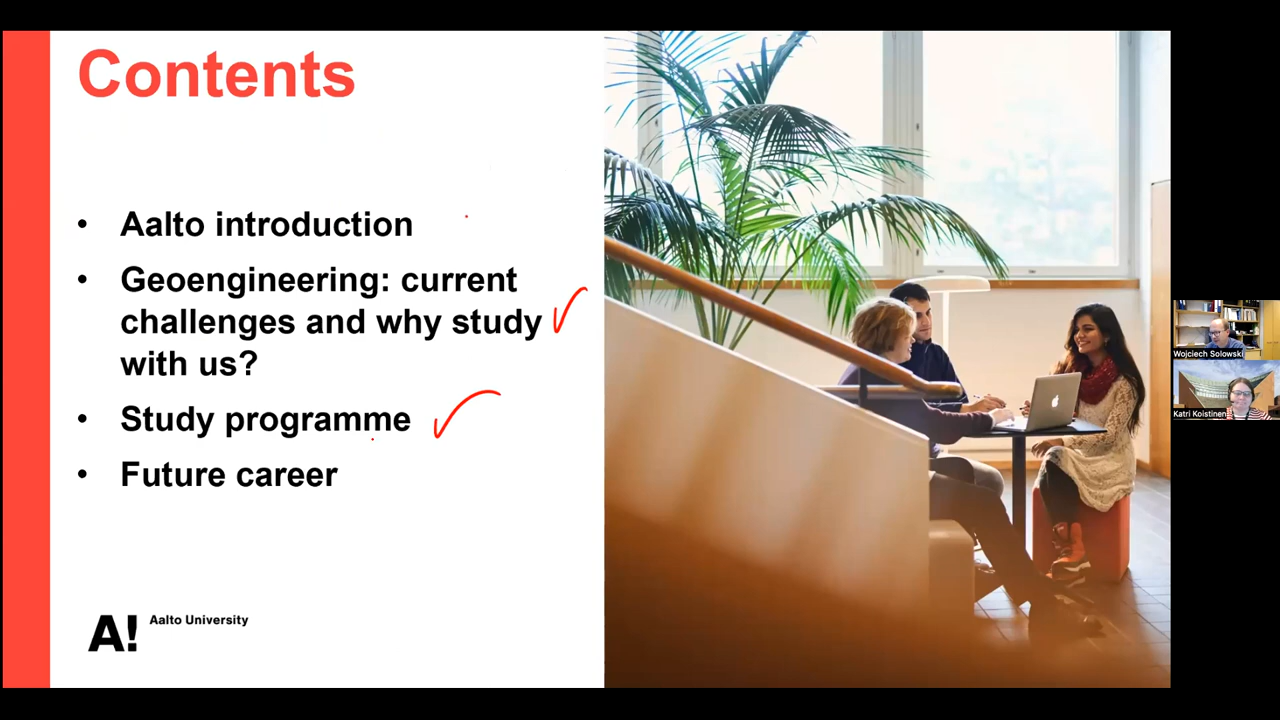 Contents
• Aalto introduction
• Geoengineering: current
challenges and why study
with us?
• Study programme
• Future career
A! Aalto University
Wojciech Solowski
Katri Koistinen